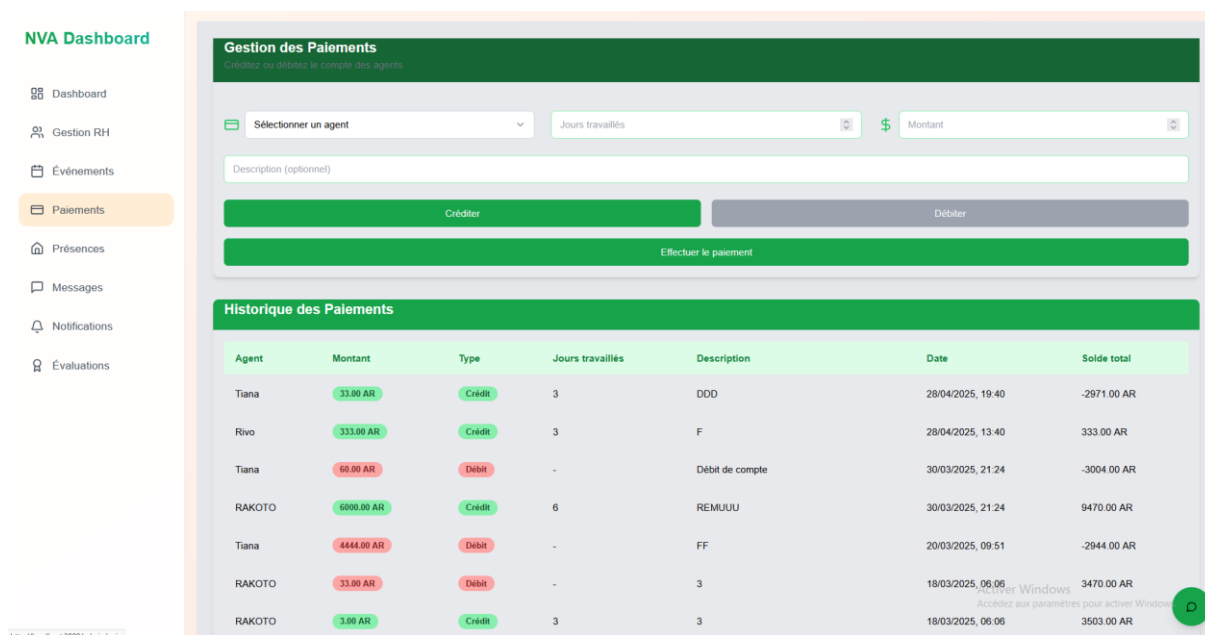 NVA Dashboard
Dashboard
Gestion RH
Événements
Paiements
Présences
Messages
Notifications
Évaluations
Gestion des Paiements
Créditez ou débitez le compte des agents
Sélectionner un agent Jours travaillés $ Montant
Description (optionnel)
Créditer Débiter
Effectuer le paiement
Historique des Paiements
Agent Montant Type Jours travaillés Description Date Solde total
Tiana 33.00 AR Crédit 3 DDD 28/04/2025, 19:40 -2971.00 AR
Rivo 333.00 AR Crédit 3 F 28/04/2025, 13:40 333.00 AR
Tiana 60.00 AR Débit - Débit de compte 30/03/2025, 21:24 -3004.00 AR
RAKOTO 6000.00 AR Crédit 6 REMUUU 30/03/2025, 21:24 9470.00 AR
Tiana 4444.00 AR Débit - FF 20/03/2025, 09:51 -2944.00 AR
RAKOTO 33.00 AR Débit - 3 18/03/2025, 06:06 3470.00 AR
Activer Windows
Accédez aux paramètres pour activer Windows
RAKOTO 3.00 AR Crédit 3 3 18/03/2025, 06:06 3503.00 AR